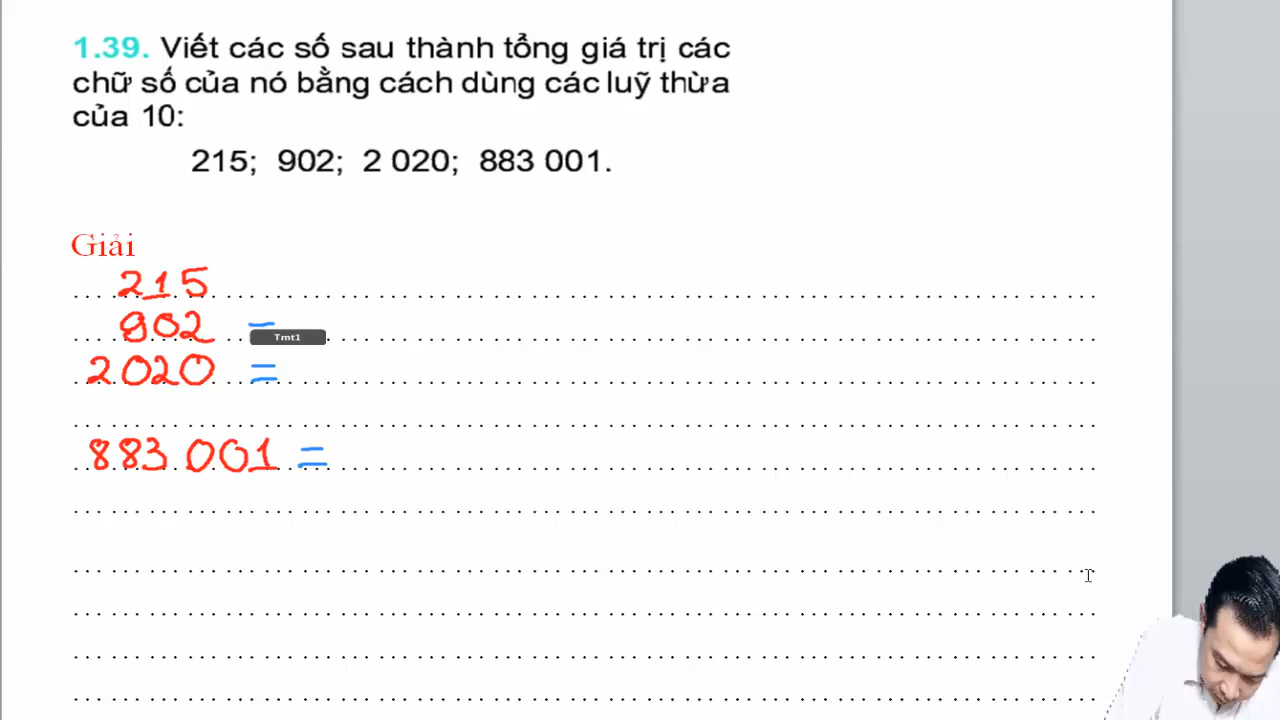 1.39. Viết các số sau thành tổng giá trị các
chữ số của nó bằng cách dùng các luỹ thừa
của 10:
215; 902; 2 020; 883 001.
Giải
215
902 =
Tmt1
2020 =
883 001 =